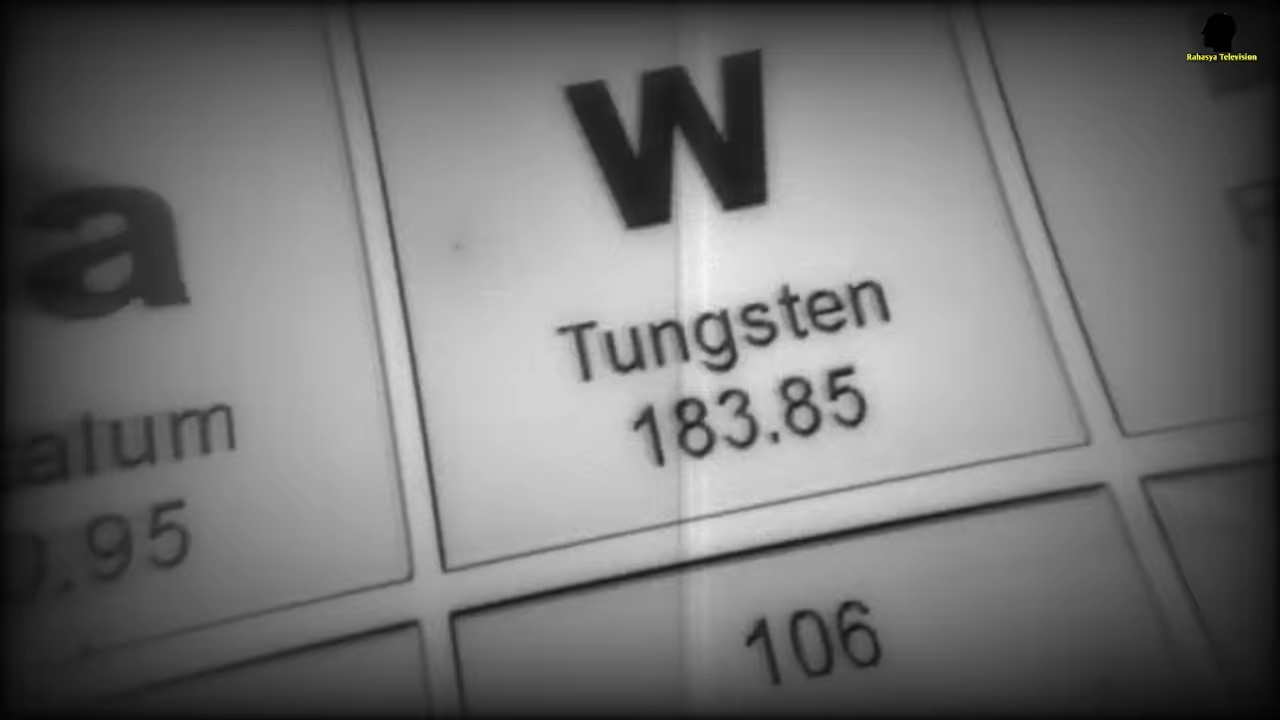 Rahasya Television
W
a
Tungsten
183.85
alum
.95
106